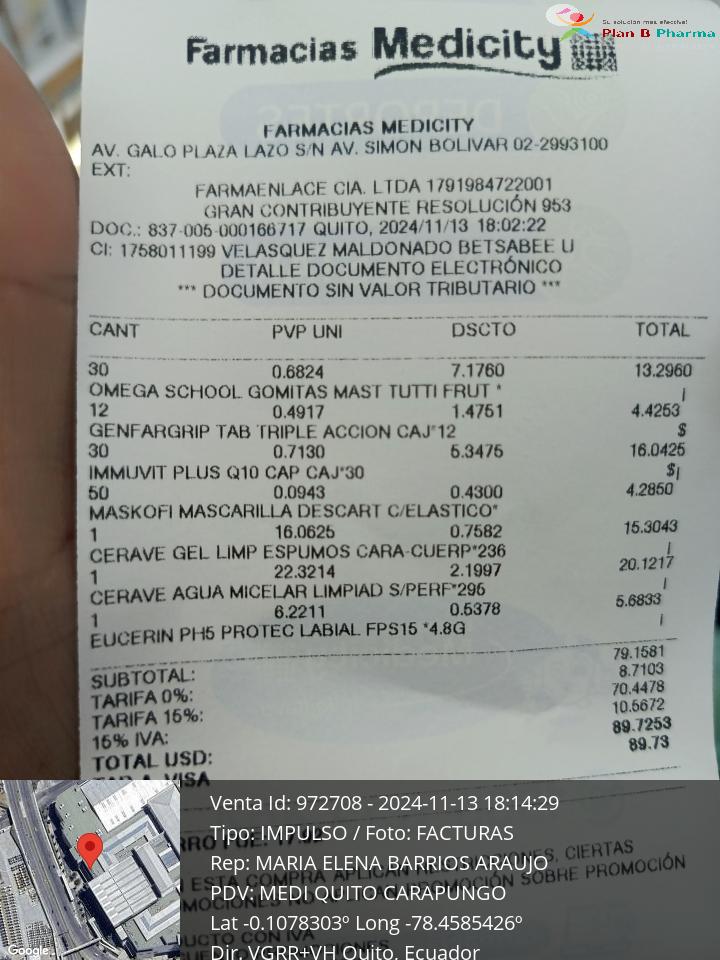 Su solución mas efectiva!
Plan B Pharma
Farmacias Medicity
FARMACIAS MEDICITY
AV. GALO PLAZA LAZO S/N AV. SIMON BOLIVAR 02-2993100
EXT:
FARMAENLACE CIA. LTDA 1791984722001
GRAN CONTRIBUYENTE RESOLUCIÓN 953
DOC.: 837-005-000166717 QUITO, 2024/11/13 18:02:22
CI: 1758011199 VELASQUEZ MALDONADO BETSABEE U
DETALLE DOCUMENTO ELECTRÓNICO
*** DOCUMENTO SIN VALOR TRIBUTARIO ***
CANT PVP UNI DSCTO TOTAL
30 0.6824 7.1760 13.2960
OMEGA SCHOOL GOMITAS MAST TUTTI FRUT * |
12 0.4917 1.4751 4.4253
GENFARGRIP TAB TRIPLE ACCION CAJ*12 $
30 0.7130 5.3475 16.0425
IMMUVIT PLUS Q10 CAP CAJ*30 $|
50 0.0943 0.4300 4.2850
MASKOFI MASCARILLA DESCART C/ELASTICO*
1 16.0625 0.7582 15.3043
CERAVE GEL LIMP ESPUMOS CARA-CUERP*236 |
1 22.3214 2.1997 20.1217
CERAVE AGUA MICELAR LIMPIAD S/PERF*296 |
1 6.2211 0.5378 5.6833
EUCERIN PH5 PROTEC LABIAL FPS15 *4.8G |
SUBTOTAL: 79.1581
TARIFA 0%: 8.7103
TARIFA 15%: 70.4478
15% IVA: 10.5672
89.7253
TOTAL USD: 89.73
VISA
ESTA COMPRA APLICAN RESTRICCIONES, CIERTAS
SOBRE PROMOCIÓN
CON IVA
Venta Id: 972708 - 2024-11-13 18:14:29
Tipo: IMPULSO / Foto: FACTURAS
Rep: MARIA ELENA BARRIOS ARAUJO
PDV: MEDI QUITO CARAPUNGO
Lat -0.1078303º Long -78.4585426º
Dir. VGRR+VH Quito, Ecuador
Google